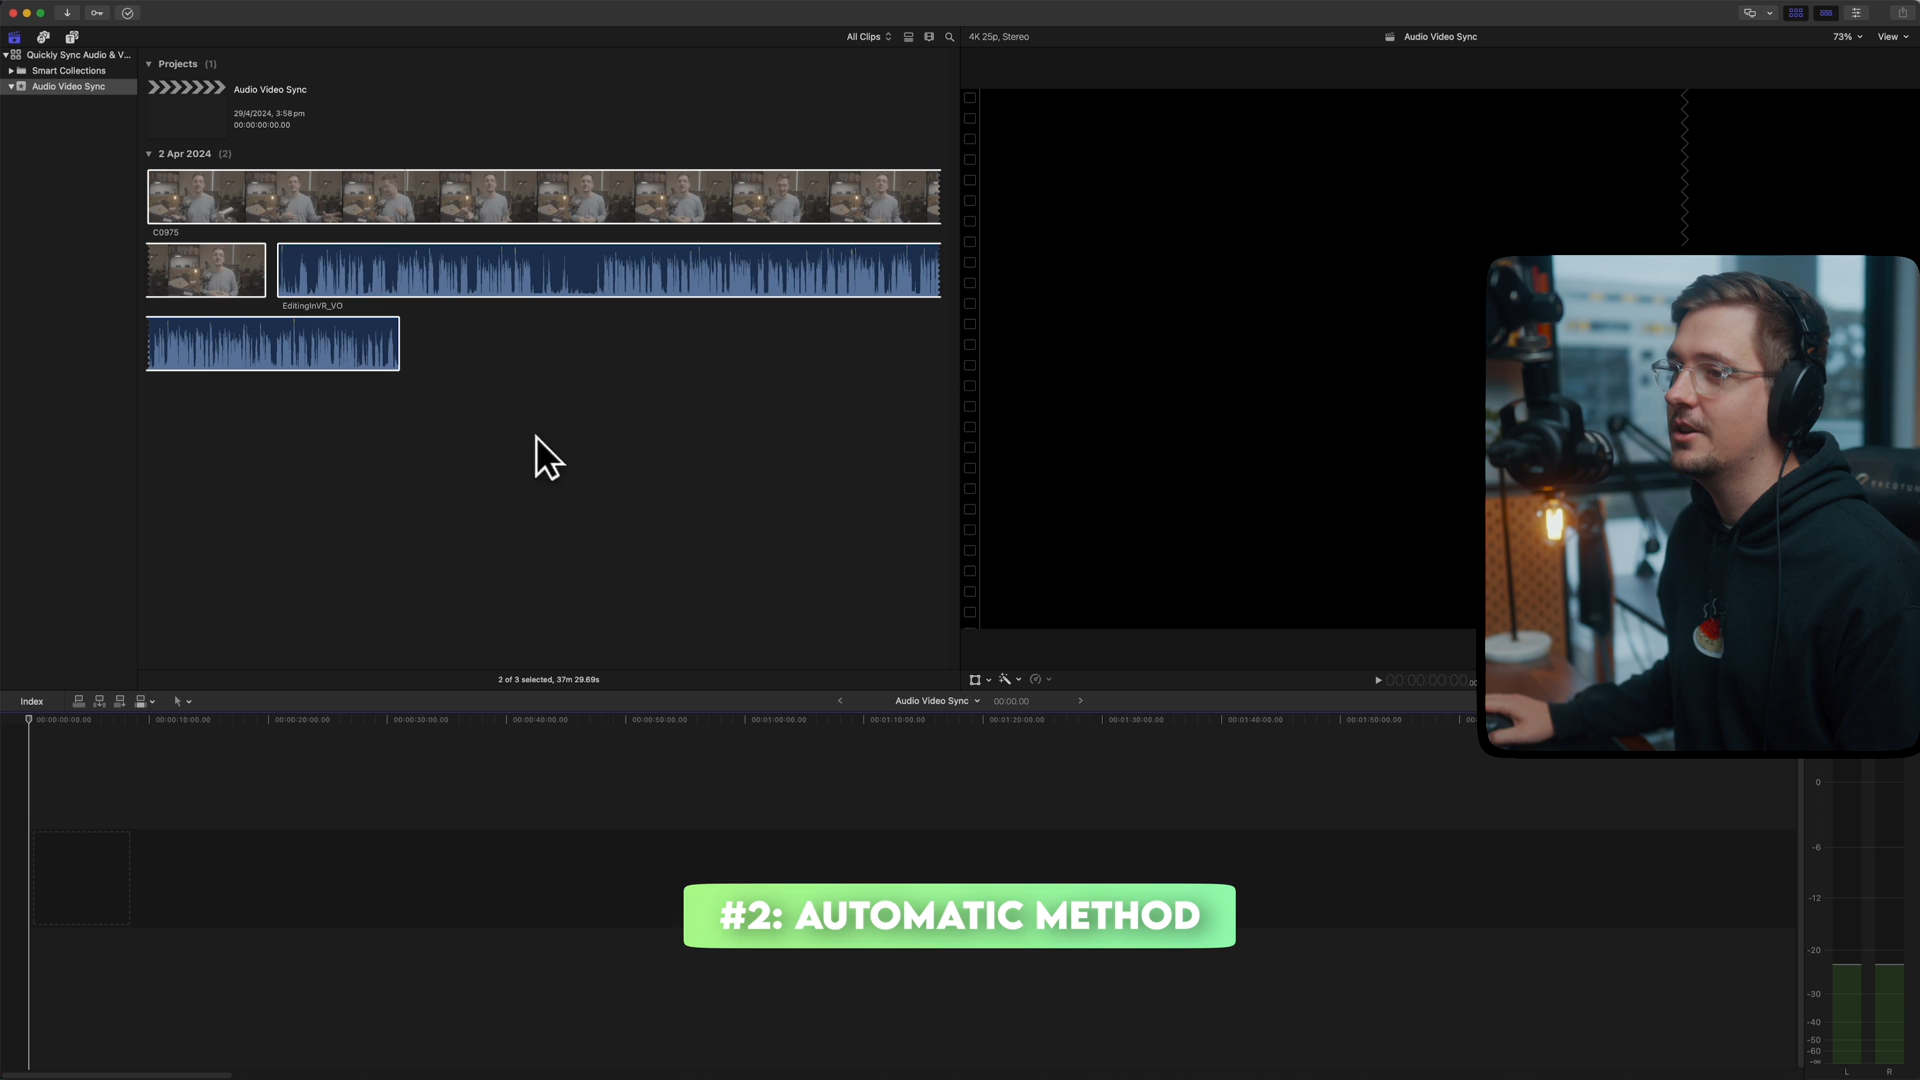 All Clips
4K 25p, Stereo
Audio Video Sync
73%
View
Quickly Sync Audio & V...
Smart Collections
Audio Video Sync
Projects (1)
Audio Video Sync
29/4/2024, 3:58 pm
00:00:00:00.00
2 Apr 2024 (2)
C0975
EditingInVR_VO
2 of 3 selected, 37m 29.69s
00:00:00:00.00
Index
Audio Video Sync
00:00.00
00:00:00:00.00
00:00:10:00.00
00:00:20:00.00
00:00:30:00.00
00:00:40:00.00
00:00:50:00.00
00:01:00:00.00
00:01:10:00.00
00:01:20:00.00
00:01:30:00.00
00:01:40:00.00
00:01:50:00.00
#2: AUTOMATIC METHOD
0
-6
-12
-20
-30
-40
-50
-60
-∞
L
R